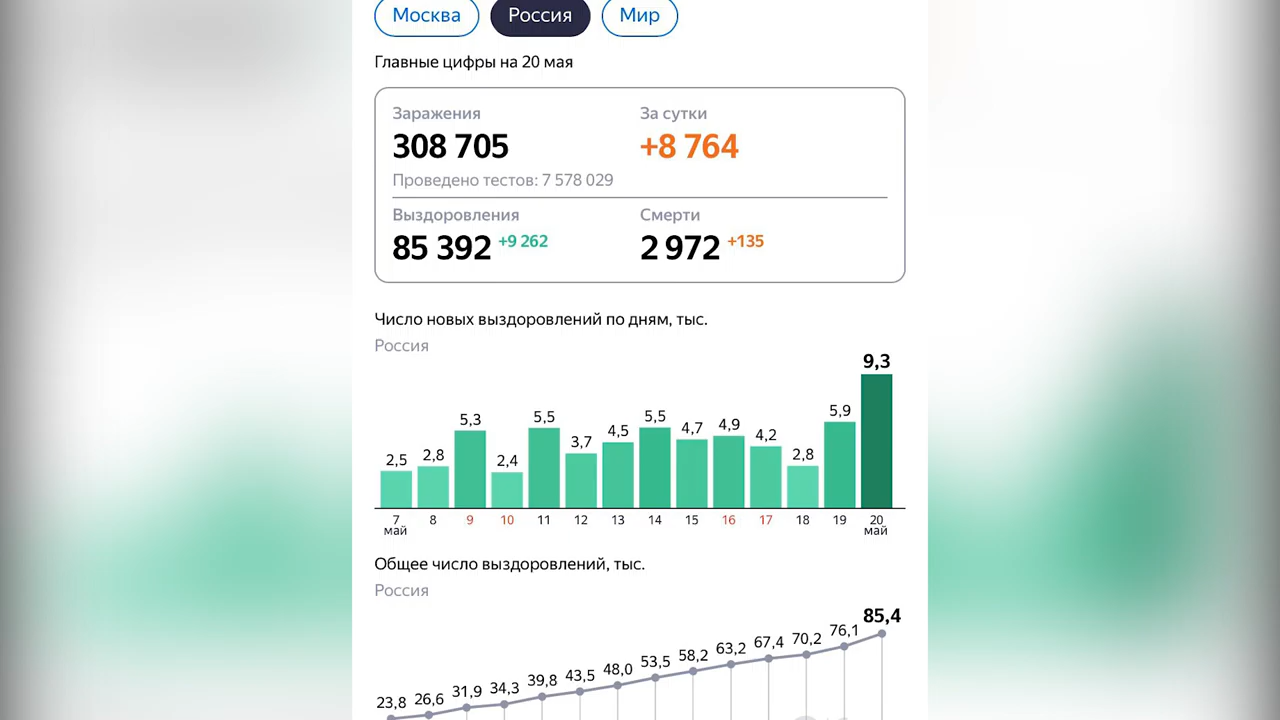 Москва Россия Мир
Главные цифры на 20 мая
Заражения За сутки
308 705 +8 764
Проведено тестов: 7 578 029
Выздоровления Смерти
85 392 +9 262 2 972 +135
Число новых выздоровлений по дням, тыс.
Россия
2,5 2,8 5,3 2,4 5,5 3,7 4,5 5,5 4,7 4,9 4,2 2,8 5,9 9,3
7 8 9 10 11 12 13 14 15 16 17 18 19 20
май май
Общее число выздоровлений, тыс.
Россия
23,8 26,6 31,9 34,3 39,8 43,5 48,0 53,5 58,2 63,2 67,4 70,2 76,1 85,4